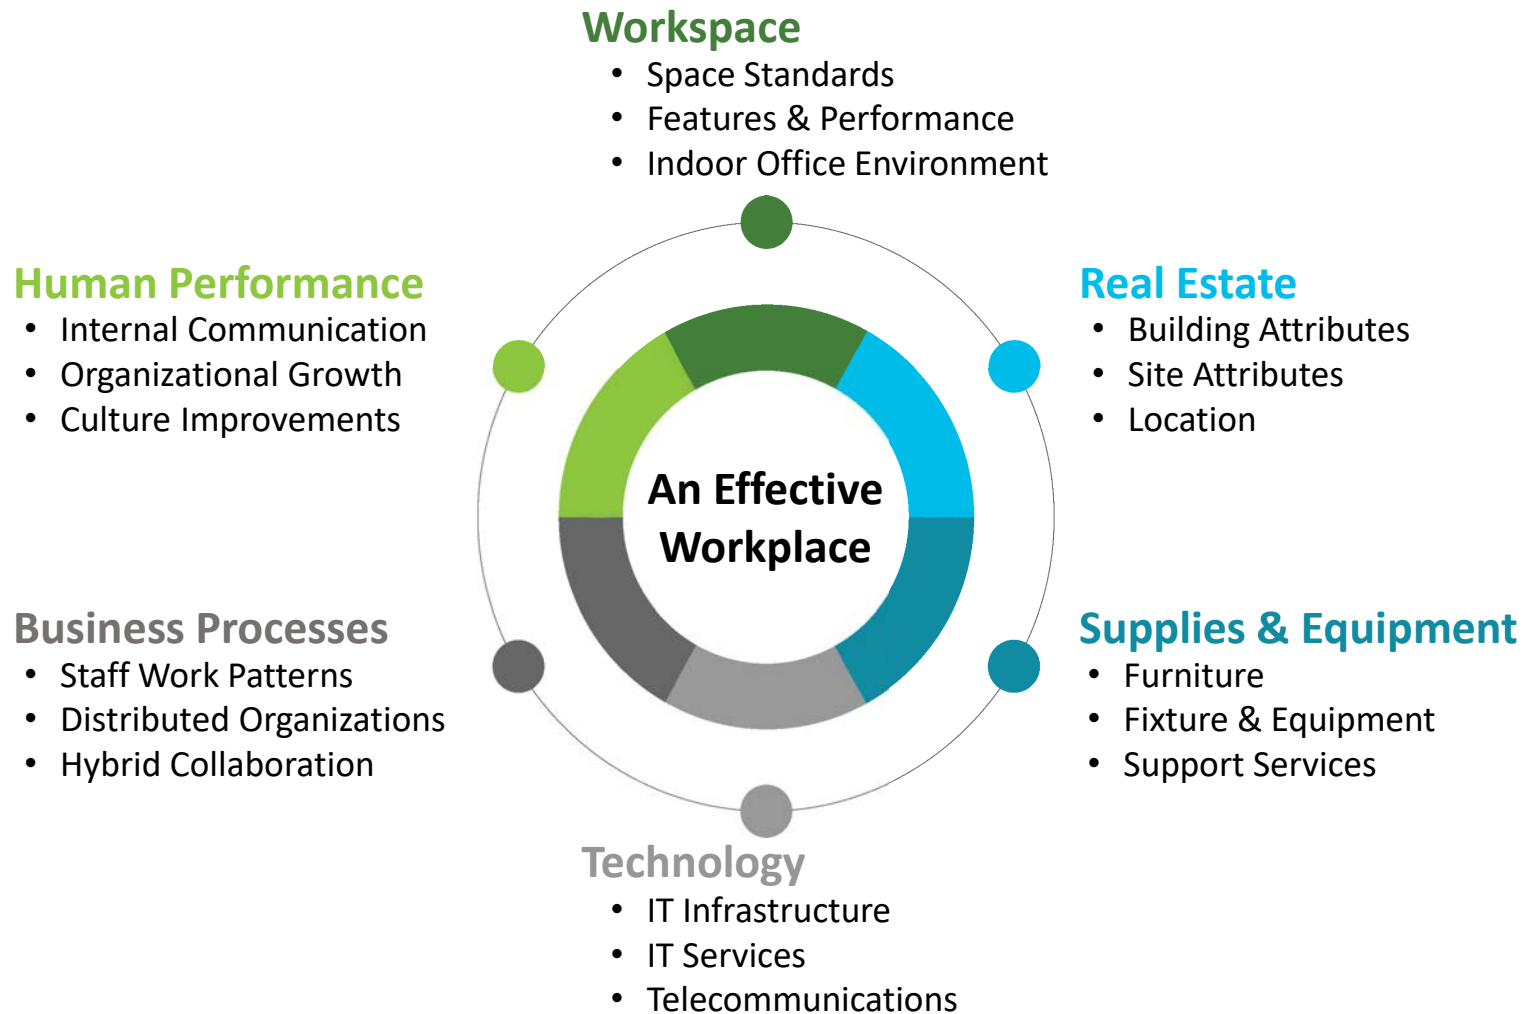 Workspace
• Space Standards
• Features & Performance
• Indoor Office Environment
Human Performance
• Internal Communication
• Organizational Growth
• Culture Improvements
Real Estate
• Building Attributes
• Site Attributes
• Location
An Effective
Workplace
Business Processes
• Staff Work Patterns
• Distributed Organizations
• Hybrid Collaboration
Supplies & Equipment
• Furniture
• Fixture & Equipment
• Support Services
Technology
• IT Infrastructure
• IT Services
• Telecommunications